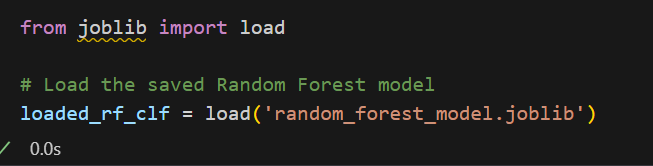 from joblib import load
# Load the saved Random Forest model
loaded_rf_clf = load('random_forest_model.joblib')
0.0s